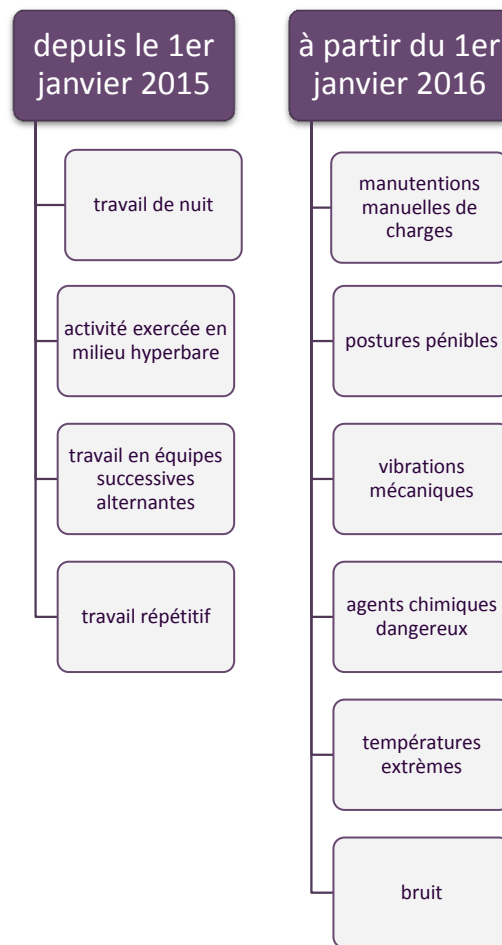 depuis le 1er
janvier 2015
travail de nuit
activité exercée en
milieu hyperbare
travail en équipes
successives
alternantes
travail répétitif
à partir du 1er
janvier 2016
manutentions
manuelles de
charges
postures pénibles
vibrations
mécaniques
agents chimiques
dangereux
températures
extrèmes
bruit